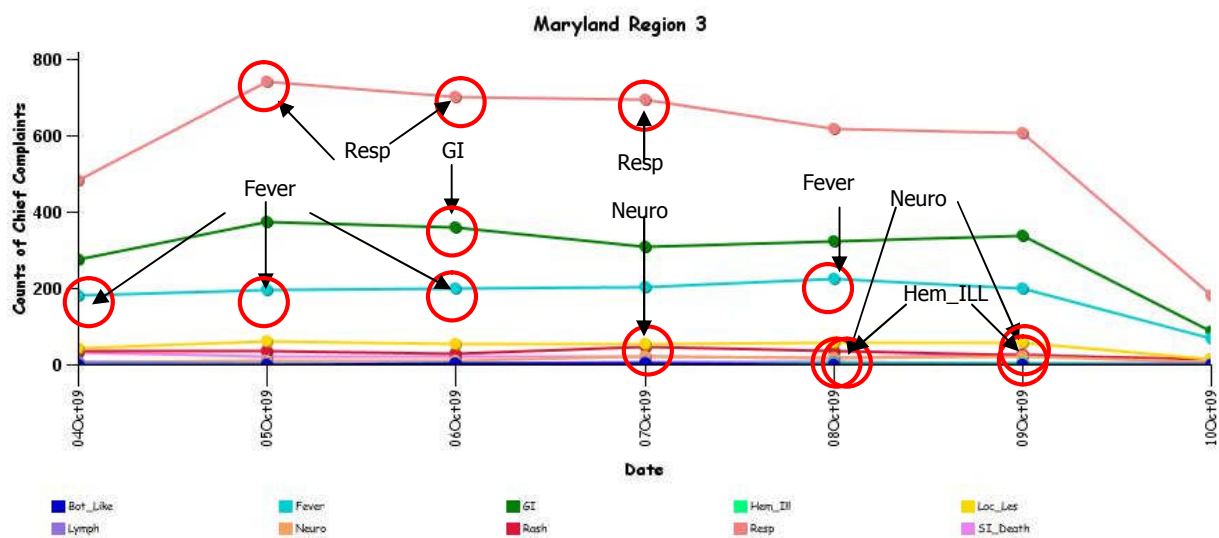 Maryland Region 3
Counts of Chief Complaints
800
600
400
200
0
Resp
GI
Resp
Fever
Fever
Neuro
Neuro
Hem_ILL
04Oct09
05Oct09
06Oct09
07Oct09
08Oct09
09Oct09
10Oct09
Date
Bot_Like
Fever
GI
Hem_Ill
Loc_Les
Lymph
Neuro
Rash
Resp
SI_Death